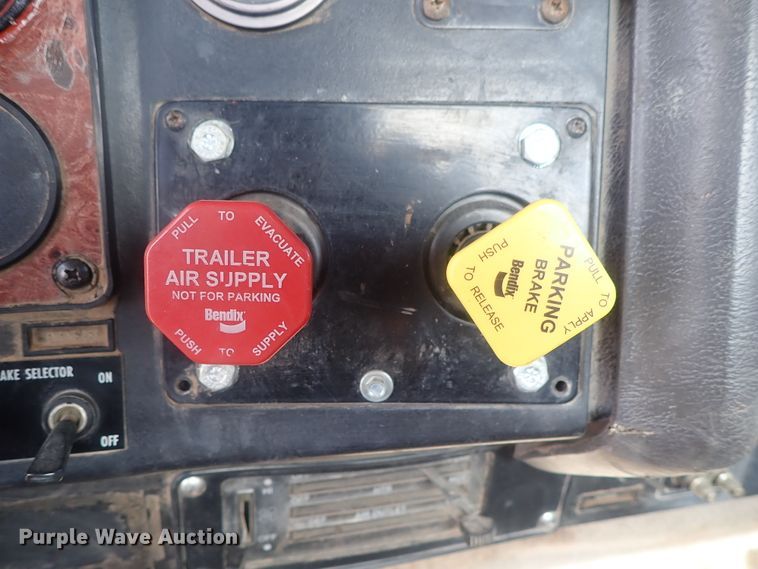 PULL TO EVACUATE
TRAILER
AIR SUPPLY
NOT FOR PARKING
Bendix
PUSH TO SUPPLY
PULL TO APPLY
PARKING
BRAKE
Bendix
PUSH TO RELEASE
AKE SELECTOR
ON
OFF
Purple Wave Auction